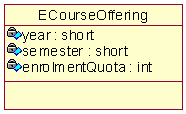 ECourseOffering
year : short
semester : short
enrolmentQuota : int